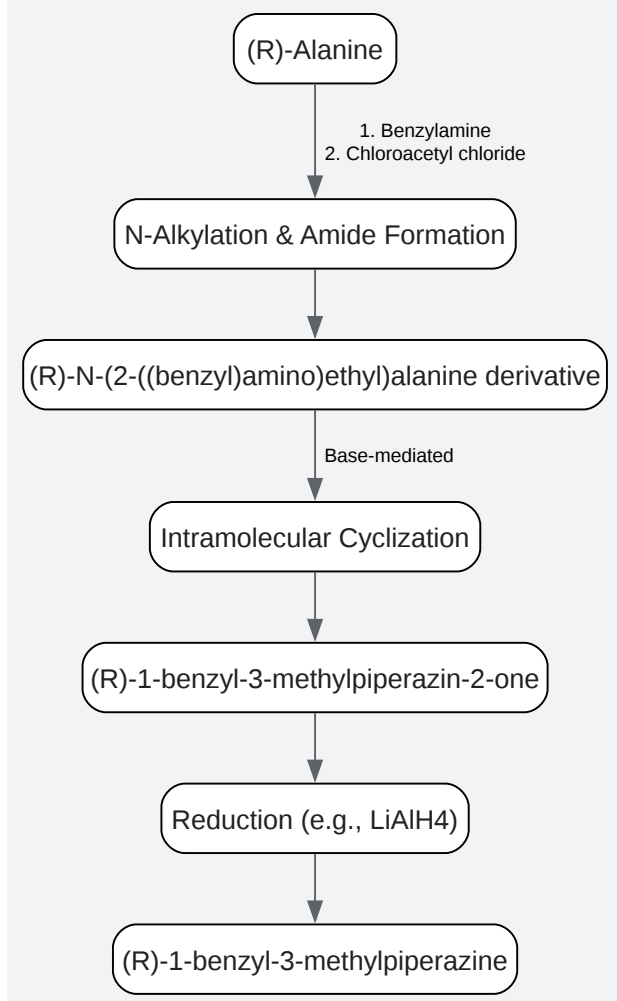 (R)-Alanine
1. Benzylamine
2. Chloroacetyl chloride
N-Alkylation & Amide Formation
(R)-N-(2-((benzyl)amino)ethyl)alanine derivative
Base-mediated
Intramolecular Cyclization
(R)-1-benzyl-3-methylpiperazin-2-one
Reduction (e.g., LiAlH4)
(R)-1-benzyl-3-methylpiperazine